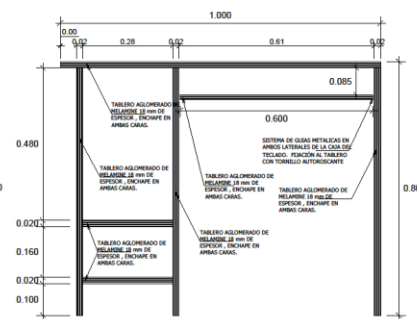 1.000
0.00
0.02
0.28
0.02
0.61
0.02
0.085
TABLERO AGLOMERADO DE
MELAMINE 18 mm DE
ESPESOR , ENCHAPE EN
AMBAS CARAS.
0.600
0.480
SISTEMA DE GUIAS METALICAS EN
AMBOS LATERALES DE LA CAJA DEL
TECLADO. FIJACIÓN AL TABLERO
CON TORNILLO AUTOROSCANTE
TABLERO AGLOMERADO DE
MELAMINE 18 mm DE
ESPESOR , ENCHAPE EN
AMBAS CARAS.
TABLERO AGLOMERADO DE
MELAMINE 18 mm DE
ESPESOR , ENCHAPE EN
AMBAS CARAS.
TABLERO AGLOMERADO DE
MELAMINE 18 mm DE
ESPESOR , ENCHAPE EN
AMBAS CARAS.
0.020
TABLERO AGLOMERADO DE
MELAMINE 18 mm DE
ESPESOR , ENCHAPE EN
AMBAS CARAS.
TABLERO AGLOMERADO DE
MELAMINE 18 mm DE
ESPESOR , ENCHAPE EN
AMBAS CARAS.
0.160
0.020
0.100